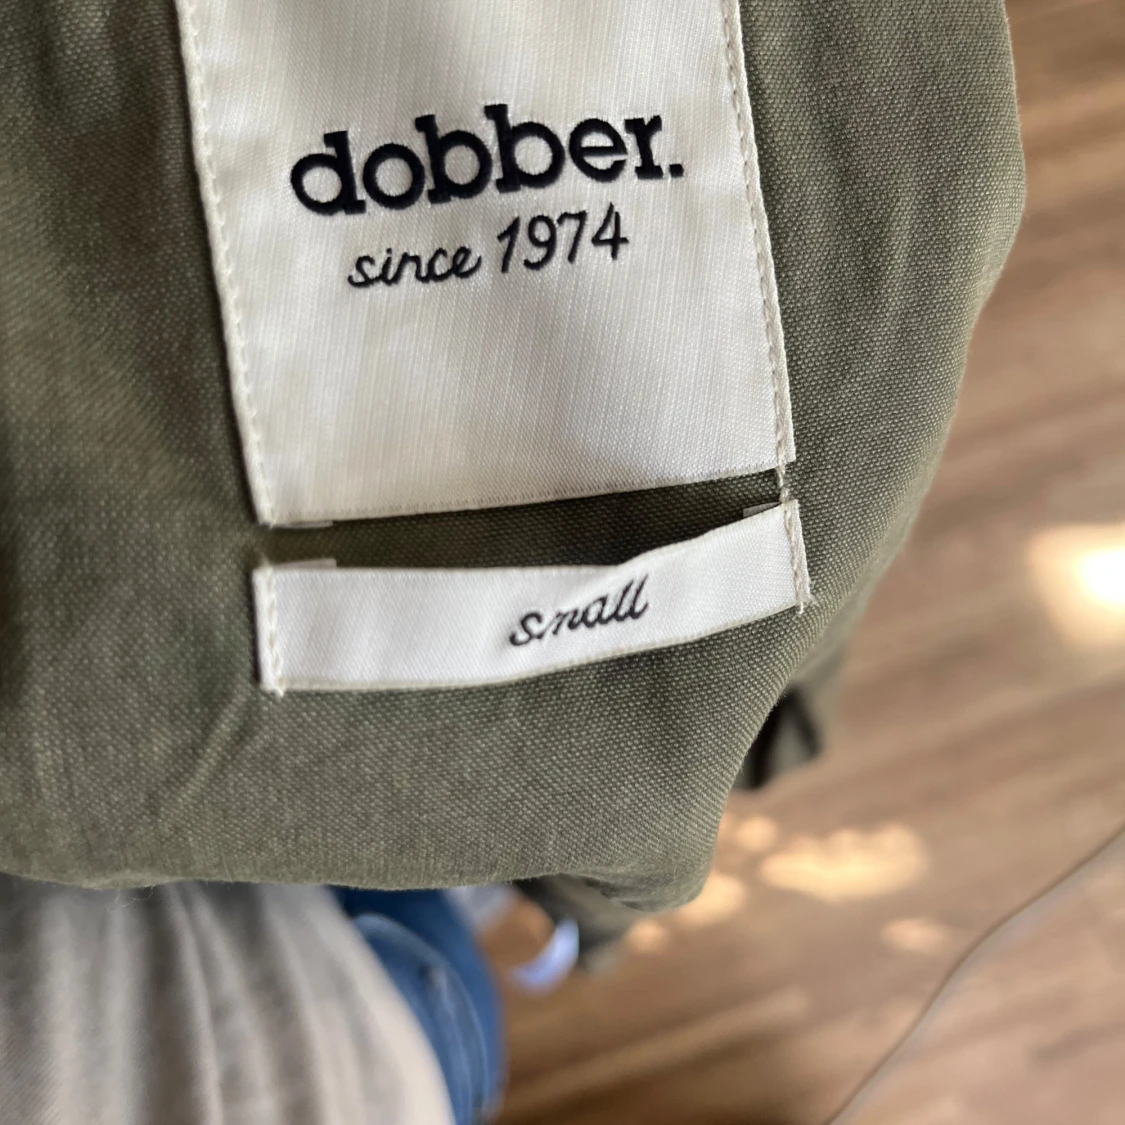 dobber.
since 1974
small